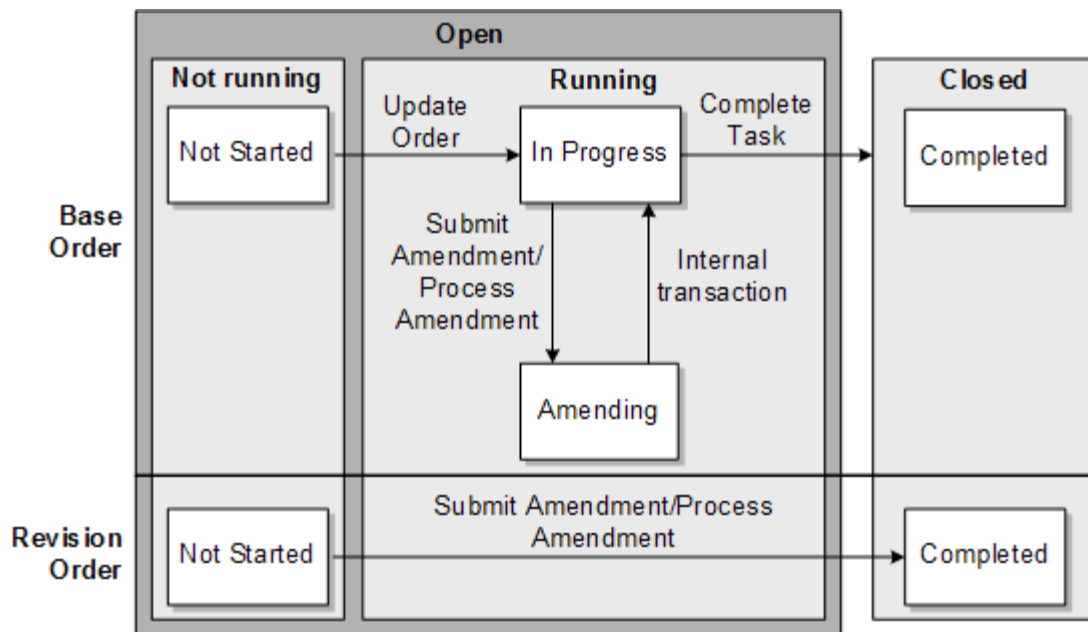 Open
Not running
Running
Closed
Update
Order
Complete
Task
Not Started
In Progress
Completed
Base
Order
Submit
Amendment/
Process
Amendment
Internal
transaction
Amending
Revision
Order
Not Started
Submit Amendment/Process
Amendment
Completed